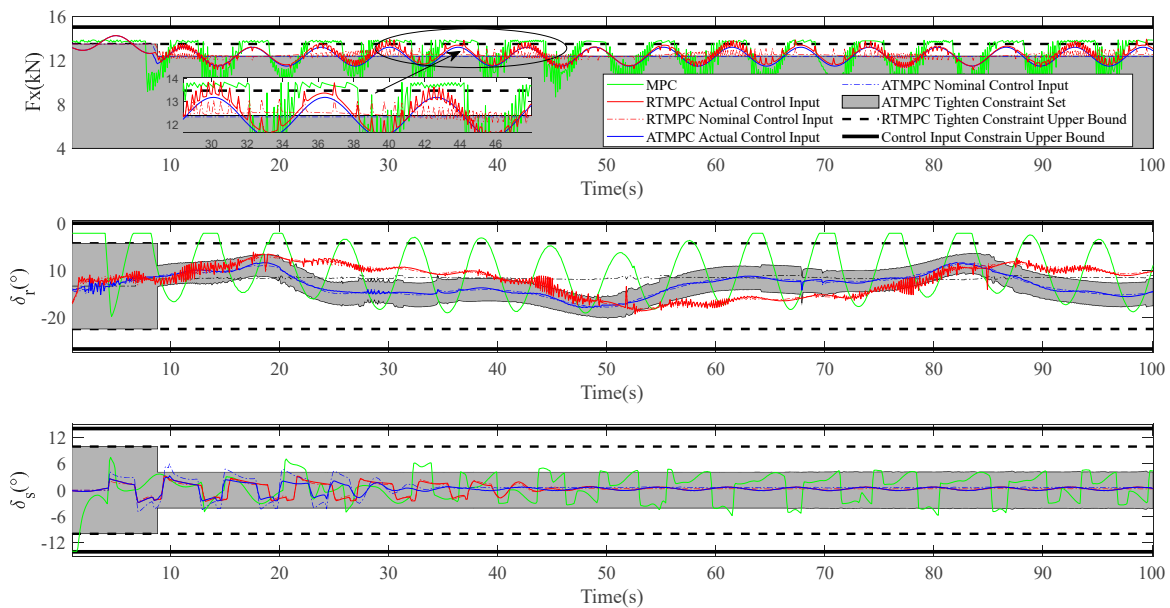 16
12
8
4
Fx(kN)
14
13
12
30 32 34 36 38 40 42 44 46
MPC
RTMPC Actual Control Input
RTMPC Nominal Control Input
ATMPC Actual Control Input
ATMPC Nominal Control Input
ATMPC Tighten Constraint Set
RTMPC Tighten Constraint Upper Bound
Control Input Constrain Upper Bound
10 20 30 40 50 60 70 80 90 100
Time(s)
0
10
-20
δr(°)
10 20 30 40 50 60 70 80 90 100
Time(s)
12
6
0
-6
-12
δs(°)
10 20 30 40 50 60 70 80 90 100
Time(s)